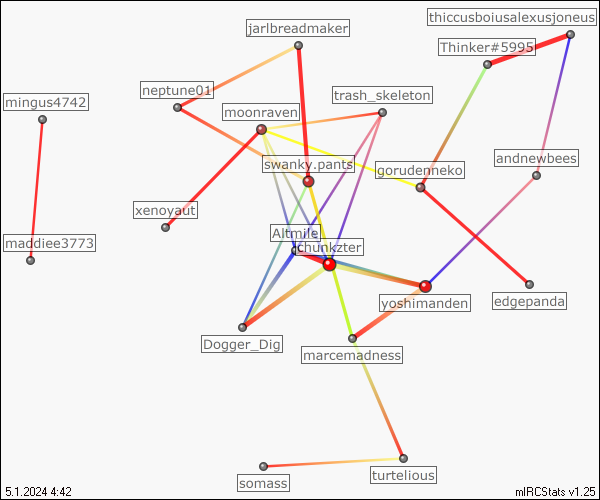 thiccusboiusalexusjoneus
jarlbreadmaker
Thinker#5995
neptune01
trash_skeleton
mingus4742
moonraven
andnewbees
swanky.pants
gorudenneko
xenoyaut
Altmile
maddiee3773
chunkzter
yoshimanden
edgepanda
Dogger_Dig
marcemadness
turtelious
somass
5.1.2024 4:42
mIRCStats v1.25